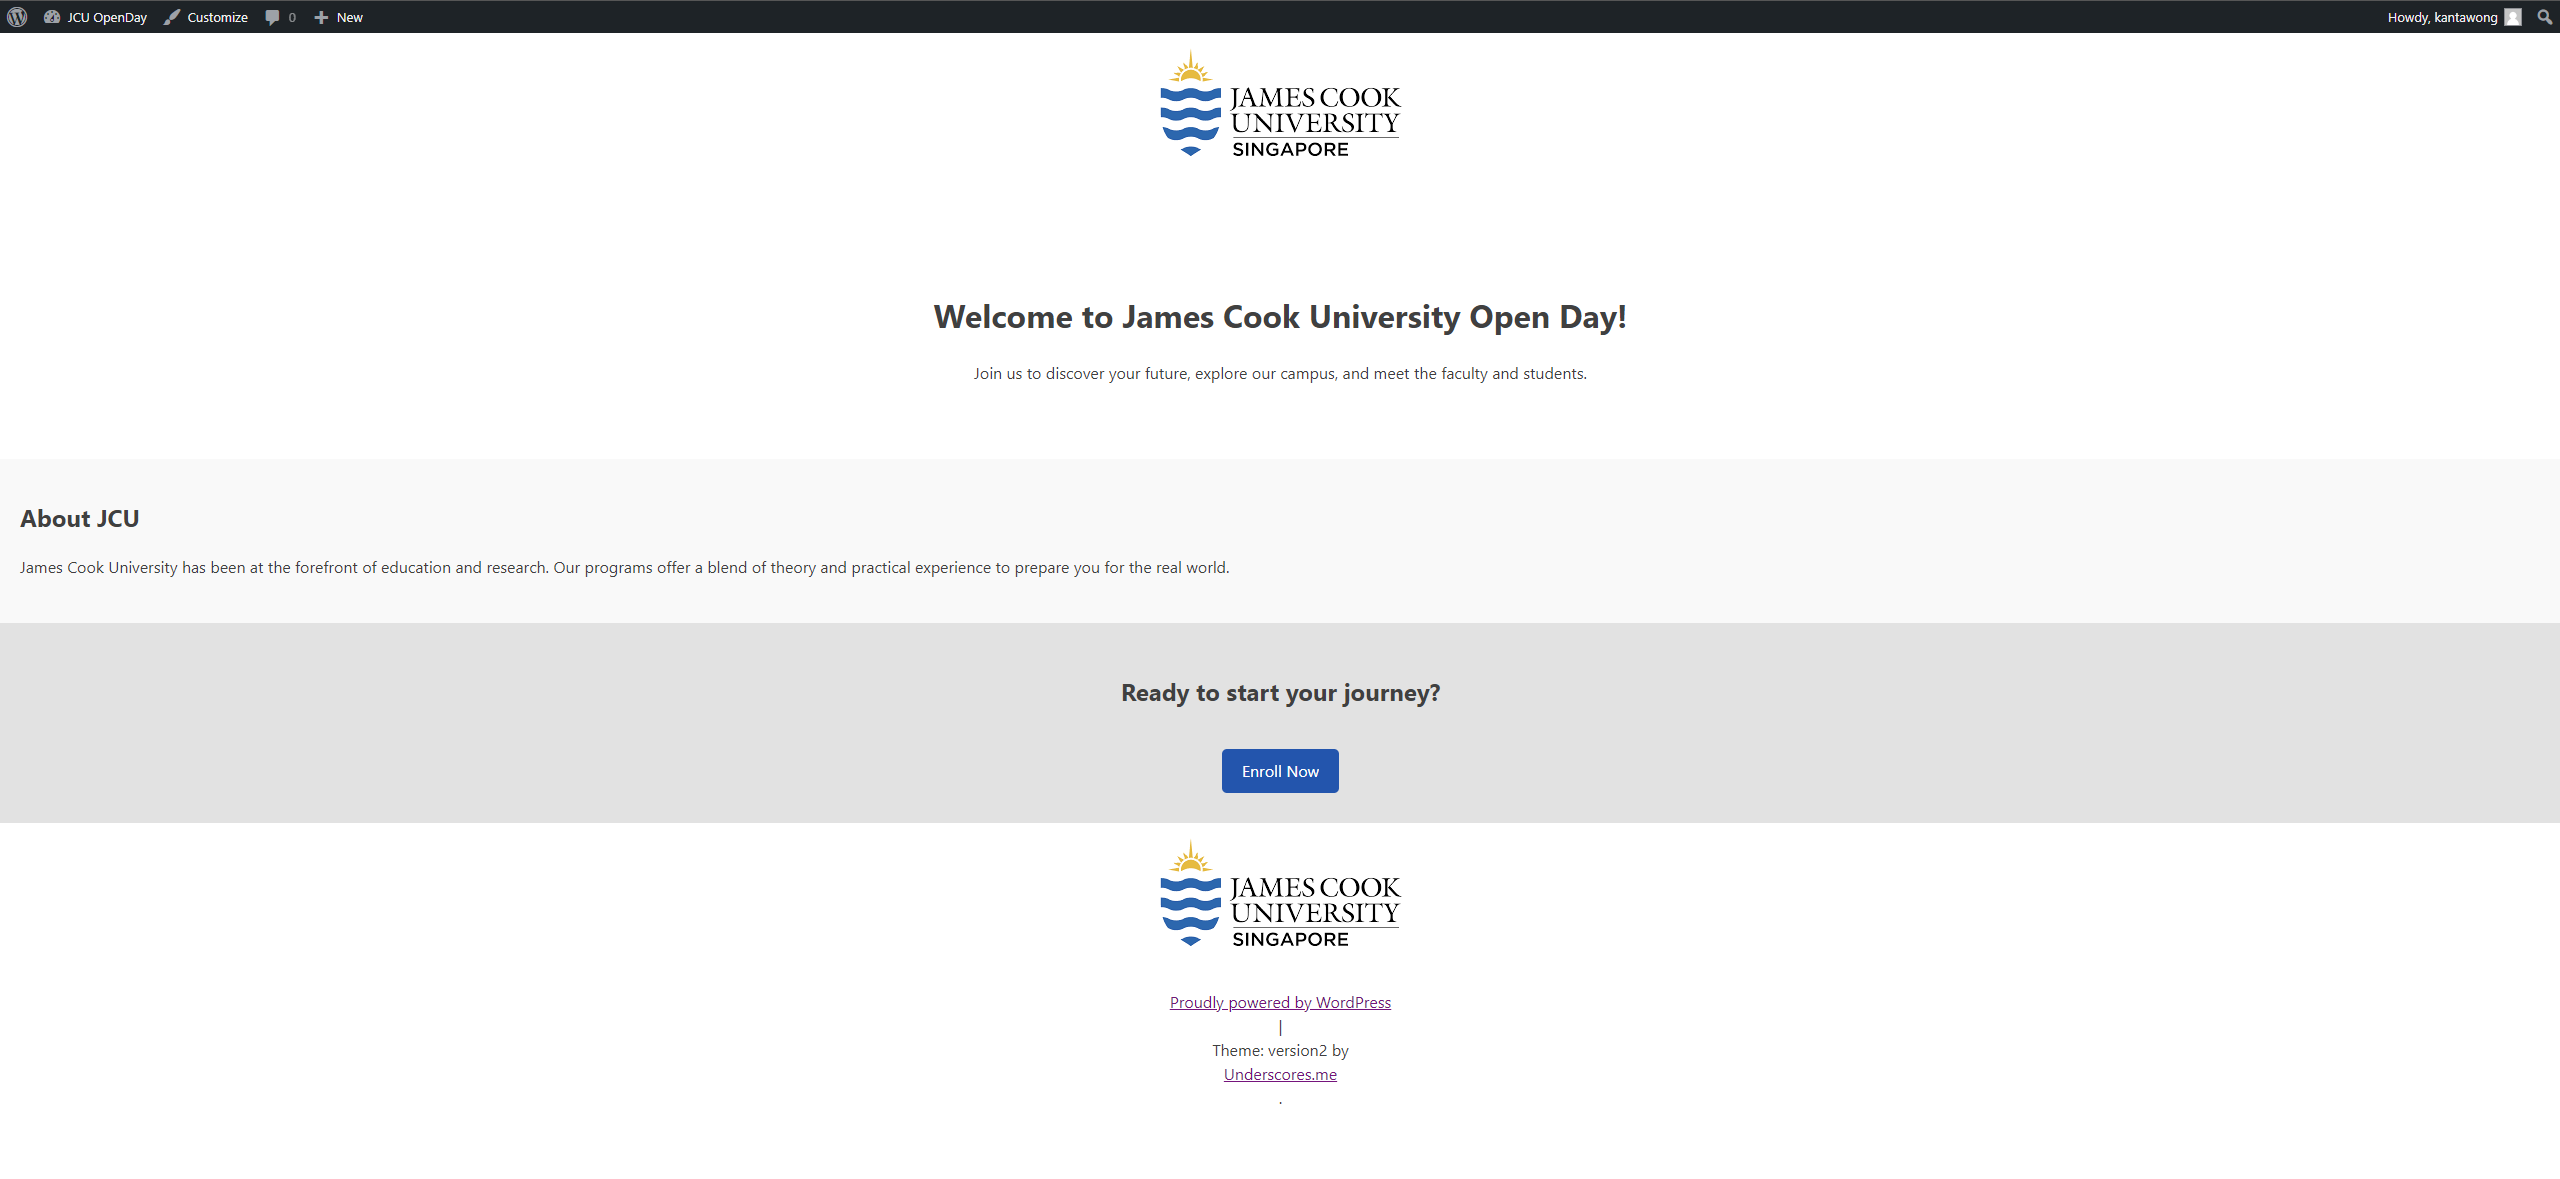 JCU OpenDay Customize 0 New Howdy, kantawong
JAMES COOK
UNIVERSITY
SINGAPORE
Welcome to James Cook University Open Day!
Join us to discover your future, explore our campus, and meet the faculty and students.
About JCU
James Cook University has been at the forefront of education and research. Our programs offer a blend of theory and practical experience to prepare you for the real world.
Ready to start your journey?
Enroll Now
JAMES COOK
UNIVERSITY
SINGAPORE
Proudly powered by WordPress
|
Theme: version2 by
Underscores.me
.